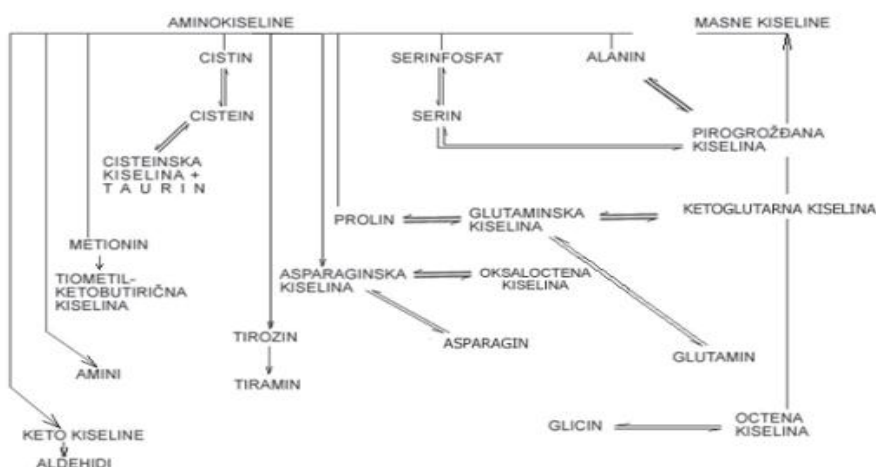 AMINOKISELINE
MASNE KISELINE
CISTIN
SERINFOSFAT
ALANIN
CISTEIN
SERIN
PIROGROŽĐANA
KISELINA
CISTEINSKA
KISELINA +
T A U R I N
PROLIN
GLUTAMINSKA
KISELINA
KETOGLUTARNA KISELINA
METIONIN
TIOMETIL-
KETOBUTIRIČNA
KISELINA
ASPARAGINSKA
KISELINA
OKSALOCTENA
KISELINA
TIROZIN
ASPARAGIN
GLUTAMIN
AMINI
TIRAMIN
GLICIN
OCTENA
KISELINA
KETO KISELINE
ALDEHIDI